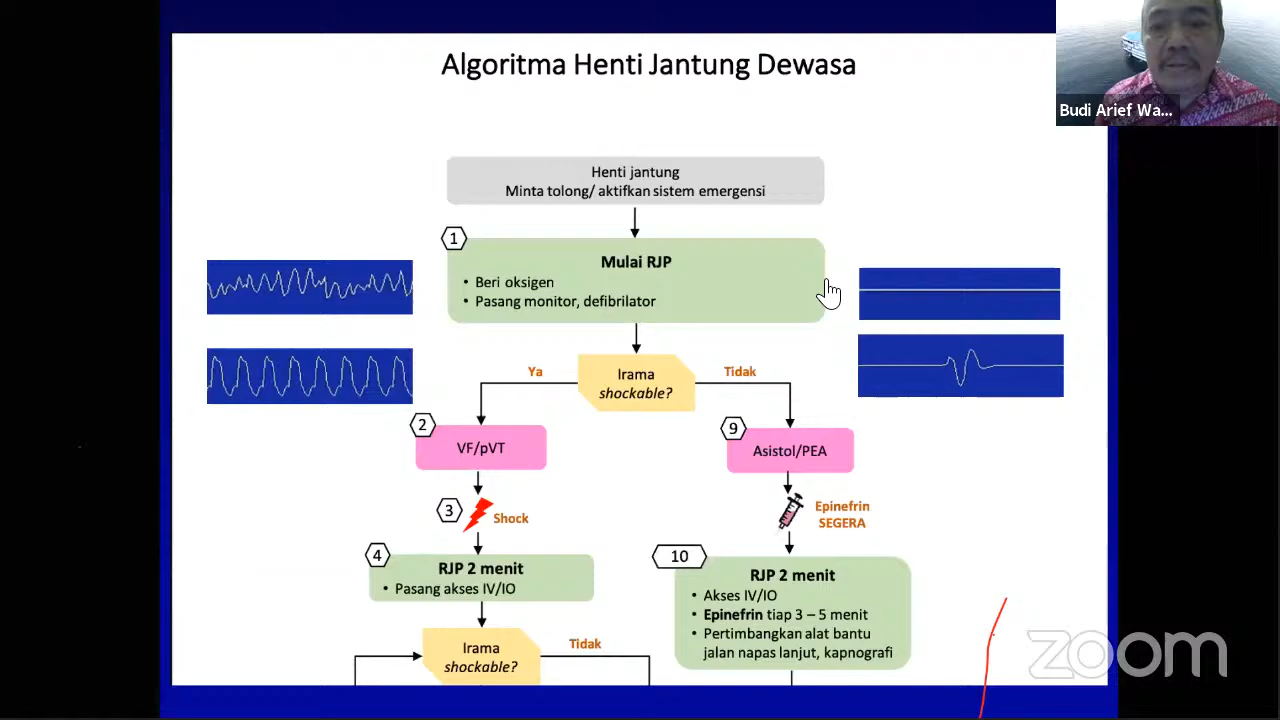 Algoritma Henti Jantung Dewasa
Budi Arief Wa...
Henti jantung
Minta tolong/ aktifkan sistem emergensi
1
Mulai RJP
• Beri oksigen
• Pasang monitor, defibrilator
Ya
Irama
shockable?
Tidak
2
VF/pVT
9
Asistol/PEA
3
Shock
Epinefrin
SEGERA
4
RJP 2 menit
• Pasang akses IV/IO
10
RJP 2 menit
• Akses IV/IO
• Epinefrin tiap 3 – 5 menit
• Pertimbangkan alat bantu
jalan napas lanjut, kapnografi
Irama
shockable?
Tidak
zoom